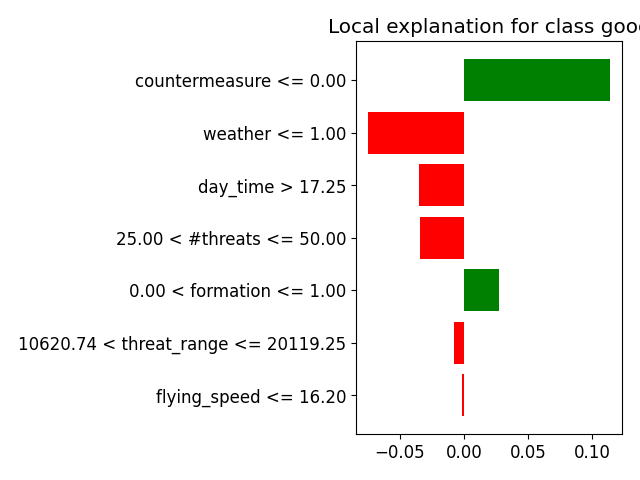 Local explanation for class good
countermeasure <= 0.00
weather <= 1.00
day_time > 17.25
25.00 < #threats <= 50.00
0.00 < formation <= 1.00
10620.74 < threat_range <= 20119.25
flying_speed <= 16.20
−0.05 0.00 0.05 0.10